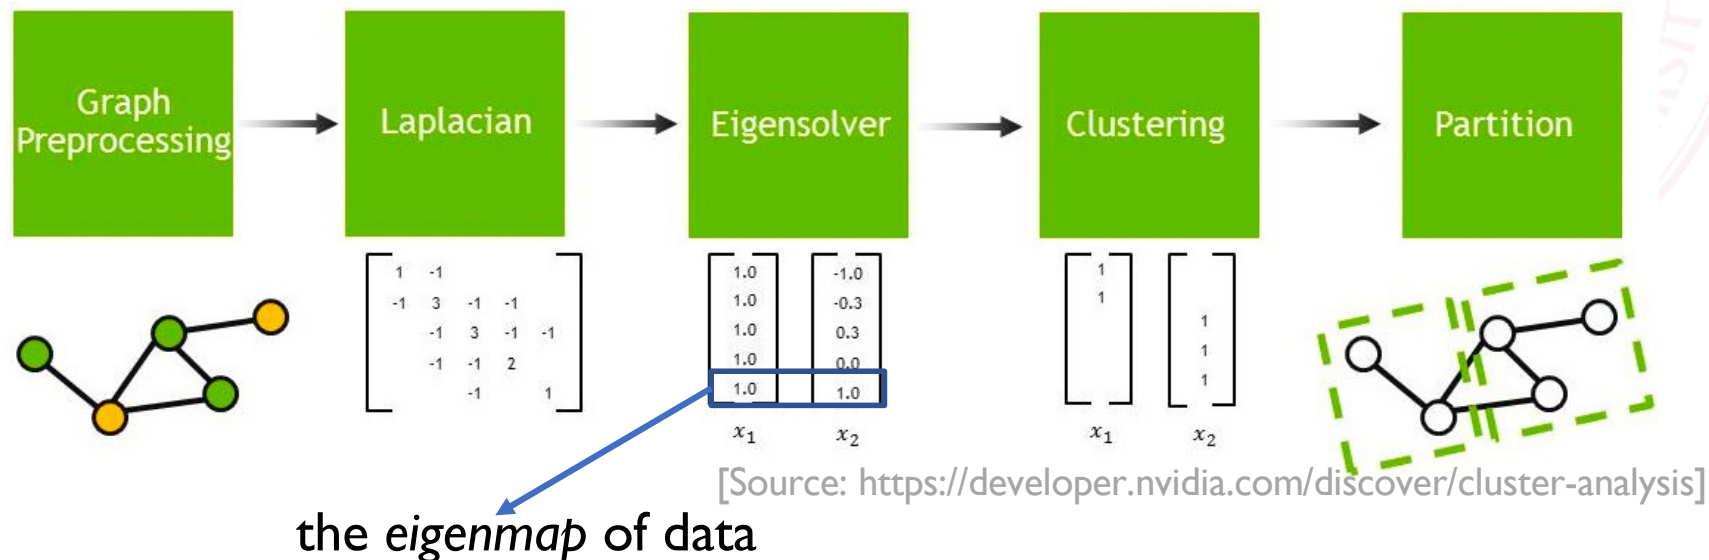 Graph
Preprocessing
Laplacian
Eigensolver
Clustering
Partition
1 -1
-1 3 -1 -1
-1 3 -1 -1
-1 -1 2
-1 1
1.0 -1.0
1.0 -0.3
1.0 0.3
1.0 0.0
1.0 1.0
x₁ x₂
1
1
1
1
1
x₁ x₂
[Source: https://developer.nvidia.com/discover/cluster-analysis]
the eigenmap of data